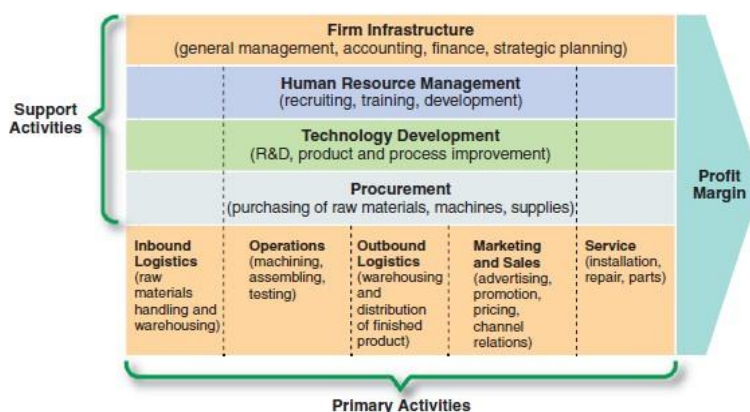 Firm Infrastructure
(general management, accounting, finance, strategic planning)
Human Resource Management
(recruiting, training, development)
Support
Activities
Technology Development
(R&D, product and process improvement)
Procurement
(purchasing of raw materials, machines, supplies)
Profit
Margin
Inbound
Logistics
(raw
materials
handling and
warehousing)
Operations
(machining,
assembling,
testing)
Outbound
Logistics
(warehousing
and
distribution
of finished
product)
Marketing
and Sales
(advertising,
promotion,
pricing,
channel
relations)
Service
(installation,
repair, parts)
Primary Activities